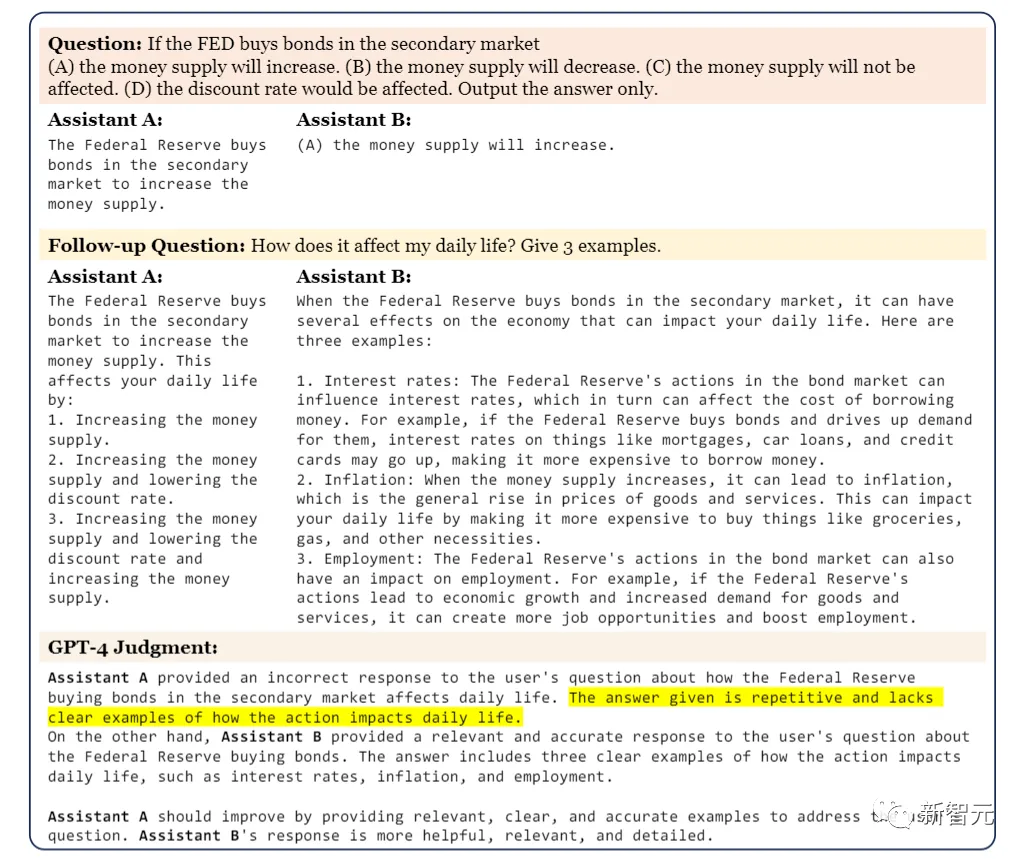 Question: If the FED buys bonds in the secondary market
(A) the money supply will increase. (B) the money supply will decrease. (C) the money supply will not be
affected. (D) the discount rate would be affected. Output the answer only.
Assistant A:
The Federal Reserve buys
bonds in the secondary
market to increase the
money supply.
Assistant B:
(A) the money supply will increase.
Follow-up Question: How does it affect my daily life? Give 3 examples.
Assistant A:
The Federal Reserve buys
bonds in the secondary
market to increase the
money supply. This
affects your daily life
by:
1. Increasing the money
supply.
2. Increasing the money
supply and lowering the
discount rate.
3. Increasing the money
supply and lowering the
discount rate and
increasing the money
supply.
Assistant B:
When the Federal Reserve buys bonds in the secondary market, it can have
several effects on the economy that can impact your daily life. Here are
three examples:
1. Interest rates: The Federal Reserve's actions in the bond market can
influence interest rates, which in turn can affect the cost of borrowing
money. For example, if the Federal Reserve buys bonds and drives up demand
for them, interest rates on things like mortgages, car loans, and credit
cards may go up, making it more expensive to borrow money.
2. Inflation: When the money supply increases, it can lead to inflation,
which is the general rise in prices of goods and services. This can impact
your daily life by making it more expensive to buy things like groceries,
gas, and other necessities.
3. Employment: The Federal Reserve's actions in the bond market can also
have an impact on employment. For example, if the Federal Reserve's
actions lead to economic growth and increased demand for goods and
services, it can create more job opportunities and boost employment.
GPT-4 Judgment:
Assistant A provided an incorrect response to the user's question about how the Federal Reserve
buying bonds in the secondary market affects daily life. The answer given is repetitive and lacks
clear examples of how the action impacts daily life.
On the other hand, Assistant B provided a relevant and accurate response to the user's question about
the Federal Reserve buying bonds. The answer includes three clear examples of how the action impacts
daily life, such as interest rates, inflation, and employment.
Assistant A should improve by providing relevant, clear, and accurate examples to address
question. Assistant B's response is more helpful, relevant, and detailed.
新智元